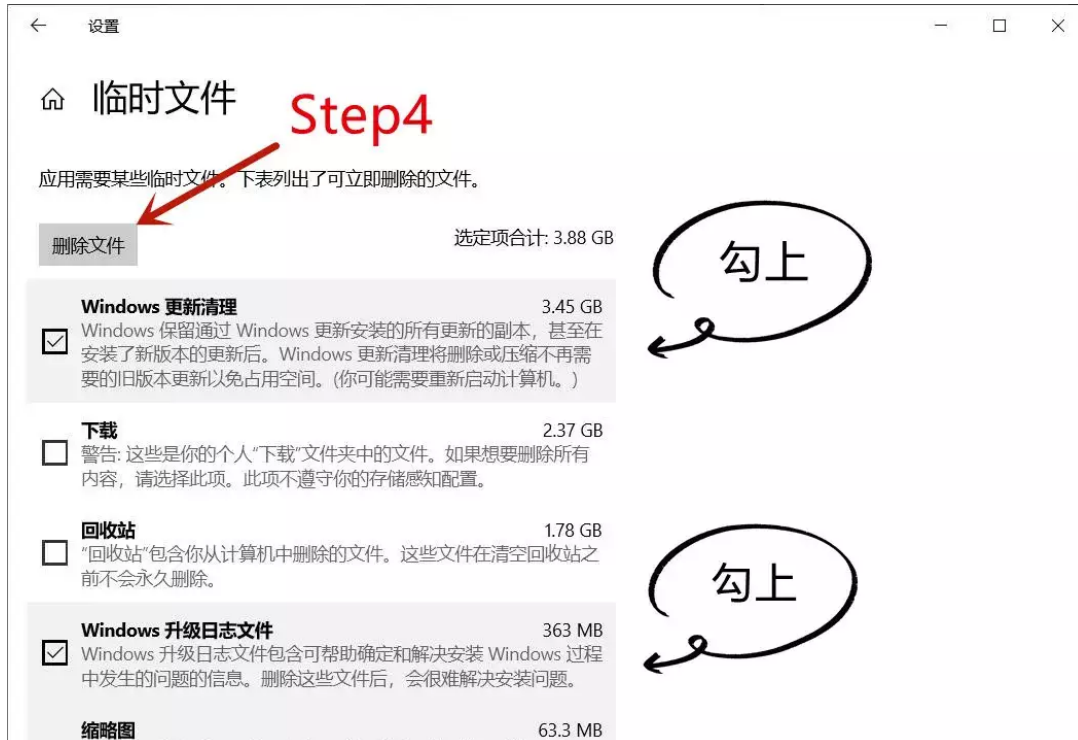 设置
临时文件
Step4
应用需要某些临时文件。下表列出了可立即删除的文件。
删除文件
选定项合计: 3.88 GB
勾上
Windows 更新清理 3.45 GB
Windows 保留通过 Windows 更新安装的所有更新的副本，甚至在
安装了新版本的更新后。Windows 更新清理将删除或压缩不再需
要的旧版本更新以免占用空间。(你可能需要重新启动计算机。)
下载 2.37 GB
警告: 这些是你的个人“下载”文件夹中的文件。如果想要删除所有
内容，请选择此项。此项不遵守你的存储感知配置。
回收站 1.78 GB
“回收站”包含你从计算机中删除的文件。这些文件在清空回收站之
前不会永久删除。
勾上
Windows 升级日志文件 363 MB
Windows 升级日志文件包含可帮助确定和解决安装 Windows 过程
中发生的问题的信息。删除这些文件后，会很难解决安装问题。
缩略图 63.3 MB